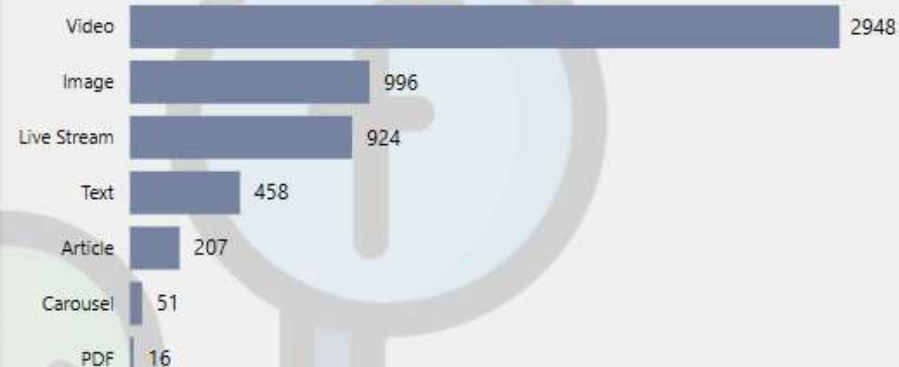 Video 2948
Image 996
Live Stream 924
Text 458
Article 207
Carousel 51
PDF 16